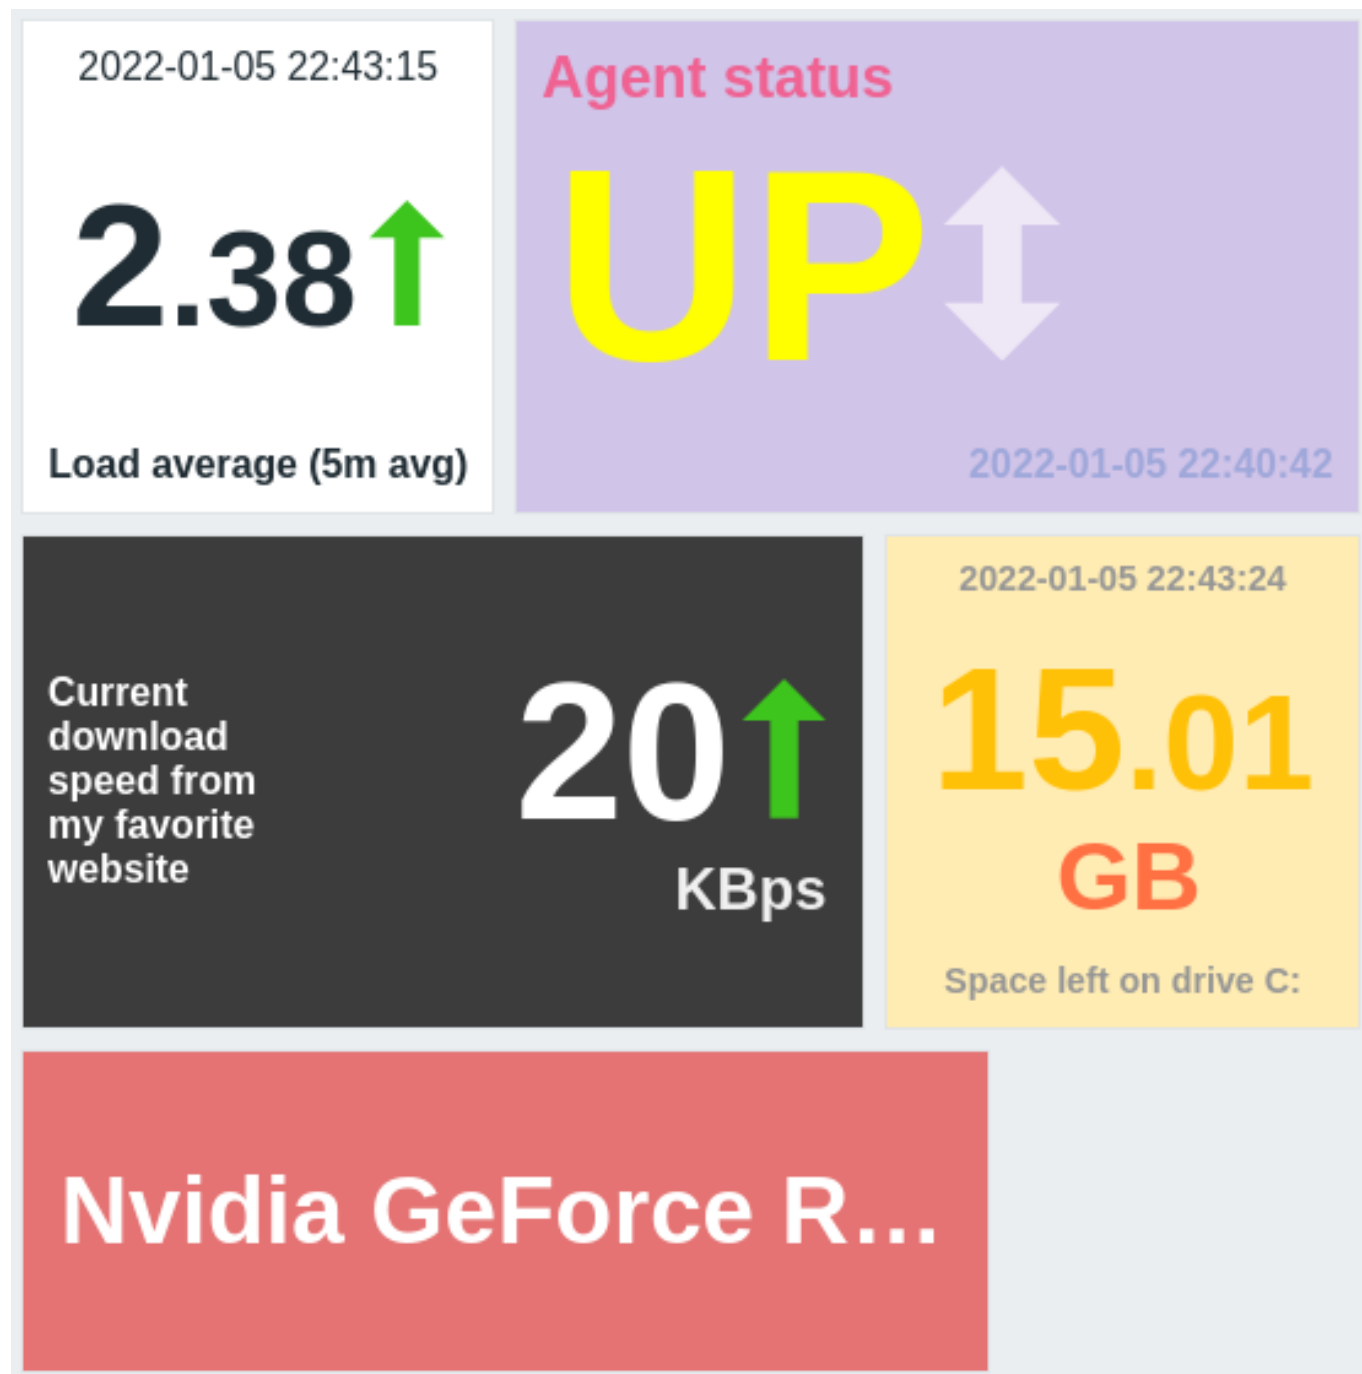 2022-01-05 22:43:15
2.38
Load average (5m avg)
Agent status
UP
2022-01-05 22:40:42
Current
download
speed from
my favorite
website
20
KBps
2022-01-05 22:43:24
15.01
GB
Space left on drive C:
Nvidia GeForce R...